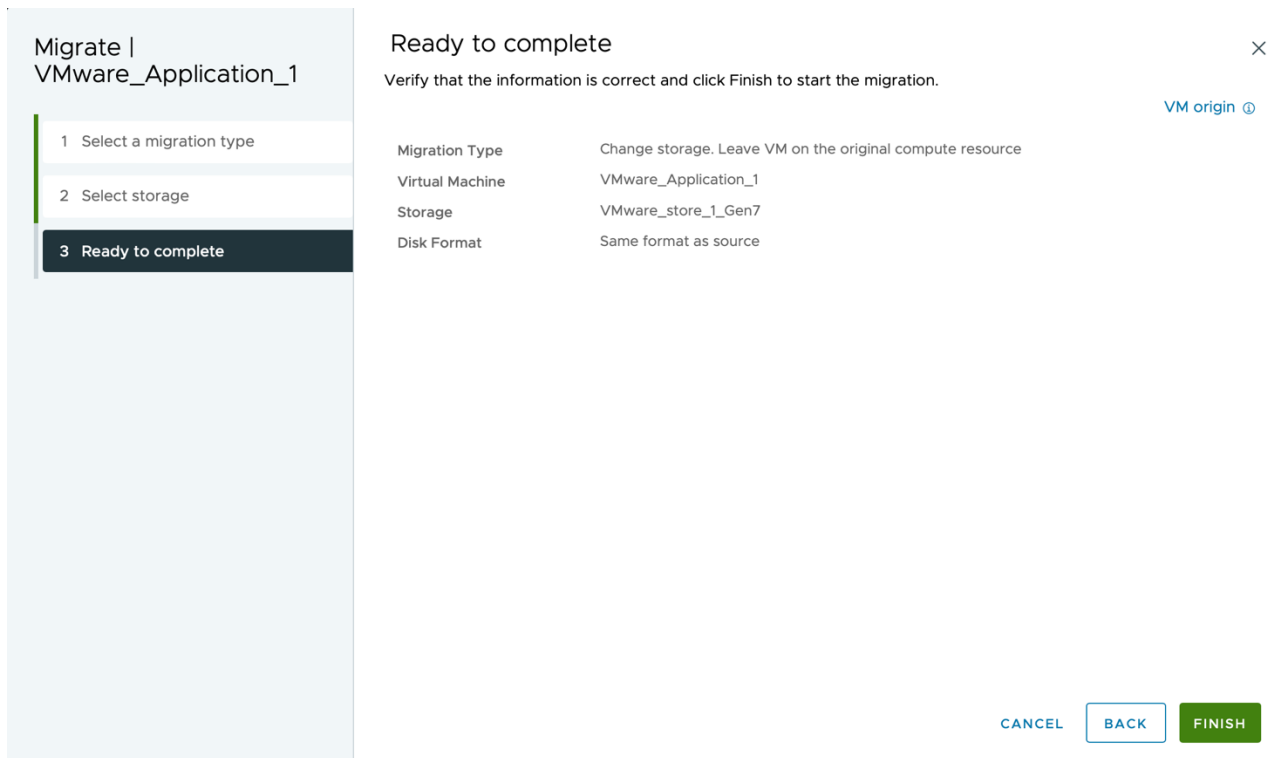 Migrate |
VMware_Application_1
1 Select a migration type
2 Select storage
3 Ready to complete
Ready to complete
Verify that the information is correct and click Finish to start the migration.
VM origin
Migration Type Change storage. Leave VM on the original compute resource
Virtual Machine VMware_Application_1
Storage VMware_store_1_Gen7
Disk Format Same format as source
CANCEL BACK FINISH